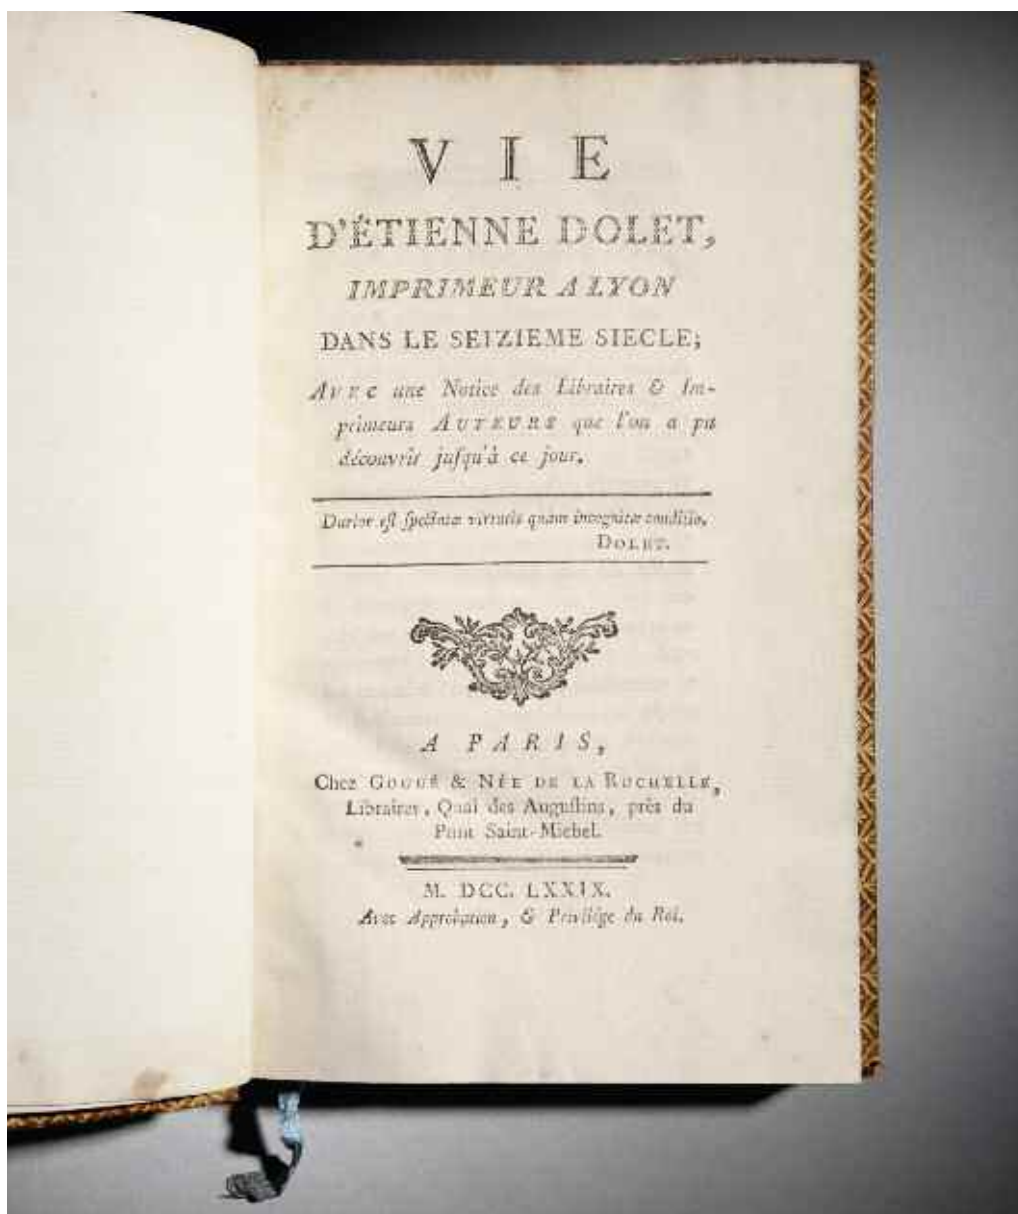 VIE
D'ÉTIENNE DOLET,
IMPRIMEUR A LYON
DANS LE SEIZIEME SIECLE;
AVEC une Notice des Libraires & Im-
primeurs AUTEURS que l'on a pu
découvrir juſqu'à ce jour.
Durior eſt ſpectatæ virtutis quam incognitæ conditio.
DOLET.
A PARIS,
Chez GOGUÉ & NÉE DE LA ROCHELLE,
Libraires, Quai des Auguſtins, près du
Pont Saint-Michel.
M. DCC. LXXIX.
Avec Approbation, & Privilége du Roi.